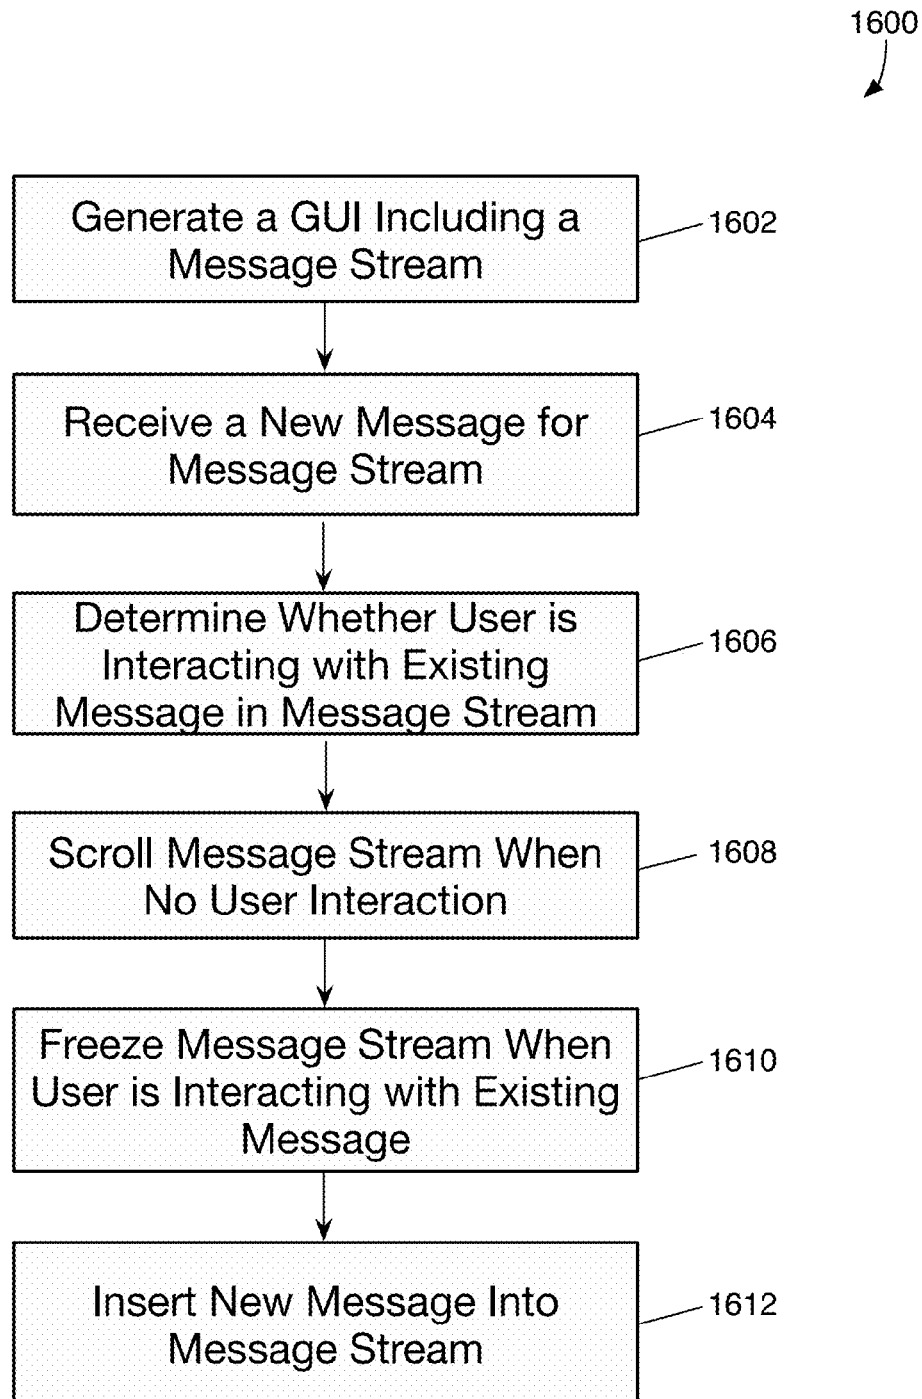 1600
Generate a GUI Including a
Message Stream
1602
Receive a New Message for
Message Stream
1604
Determine Whether User is
Interacting with Existing
Message in Message Stream
1606
Scroll Message Stream When
No User Interaction
1608
Freeze Message Stream When
User is Interacting with Existing
Message
1610
Insert New Message Into
Message Stream
1612